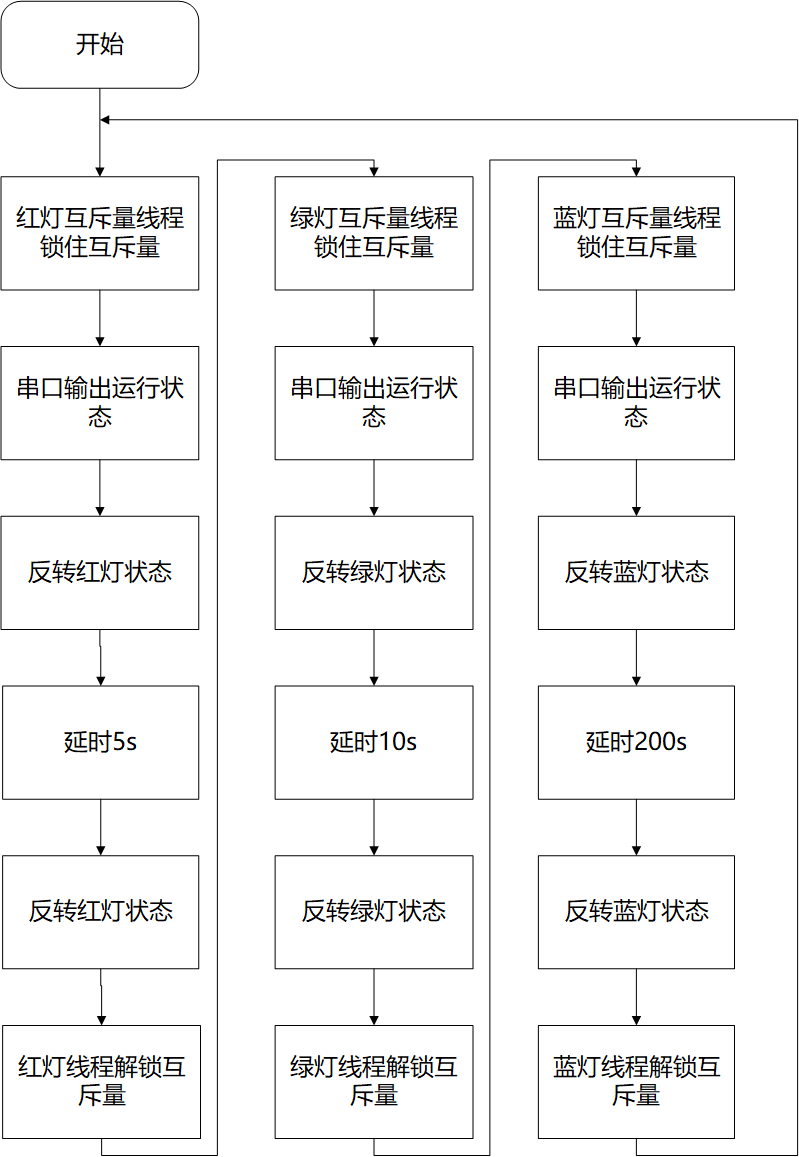 开始
红灯互斥量线程
锁住互斥量
串口输出运行状
态
反转红灯状态
延时5s
反转红灯状态
红灯线程解锁互
斥量
绿灯互斥量线程
锁住互斥量
串口输出运行状
态
反转绿灯状态
延时10s
反转绿灯状态
绿灯线程解锁互
斥量
蓝灯互斥量线程
锁住互斥量
串口输出运行状
态
反转蓝灯状态
延时200s
反转蓝灯状态
蓝灯线程解锁互
斥量